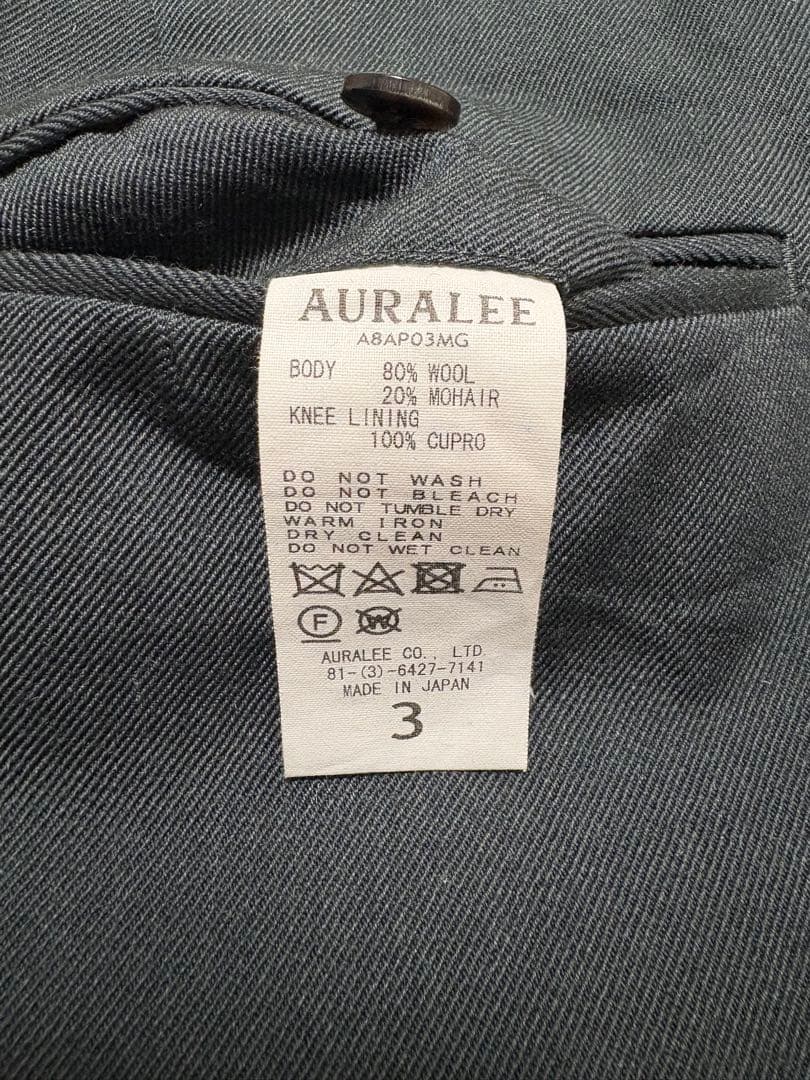 AURALEE
A8AP03MG
BODY 80% WOOL
20% MOHAIR
KNEE LINING
100% CUPRO
DO NOT WASH
DO NOT BLEACH
DO NOT TUMBLE DRY
WARM IRON
DRY CLEAN
DO NOT WET CLEAN
F W
AURALEE CO., LTD
81-(3)-6427-7141
MADE IN JAPAN
3